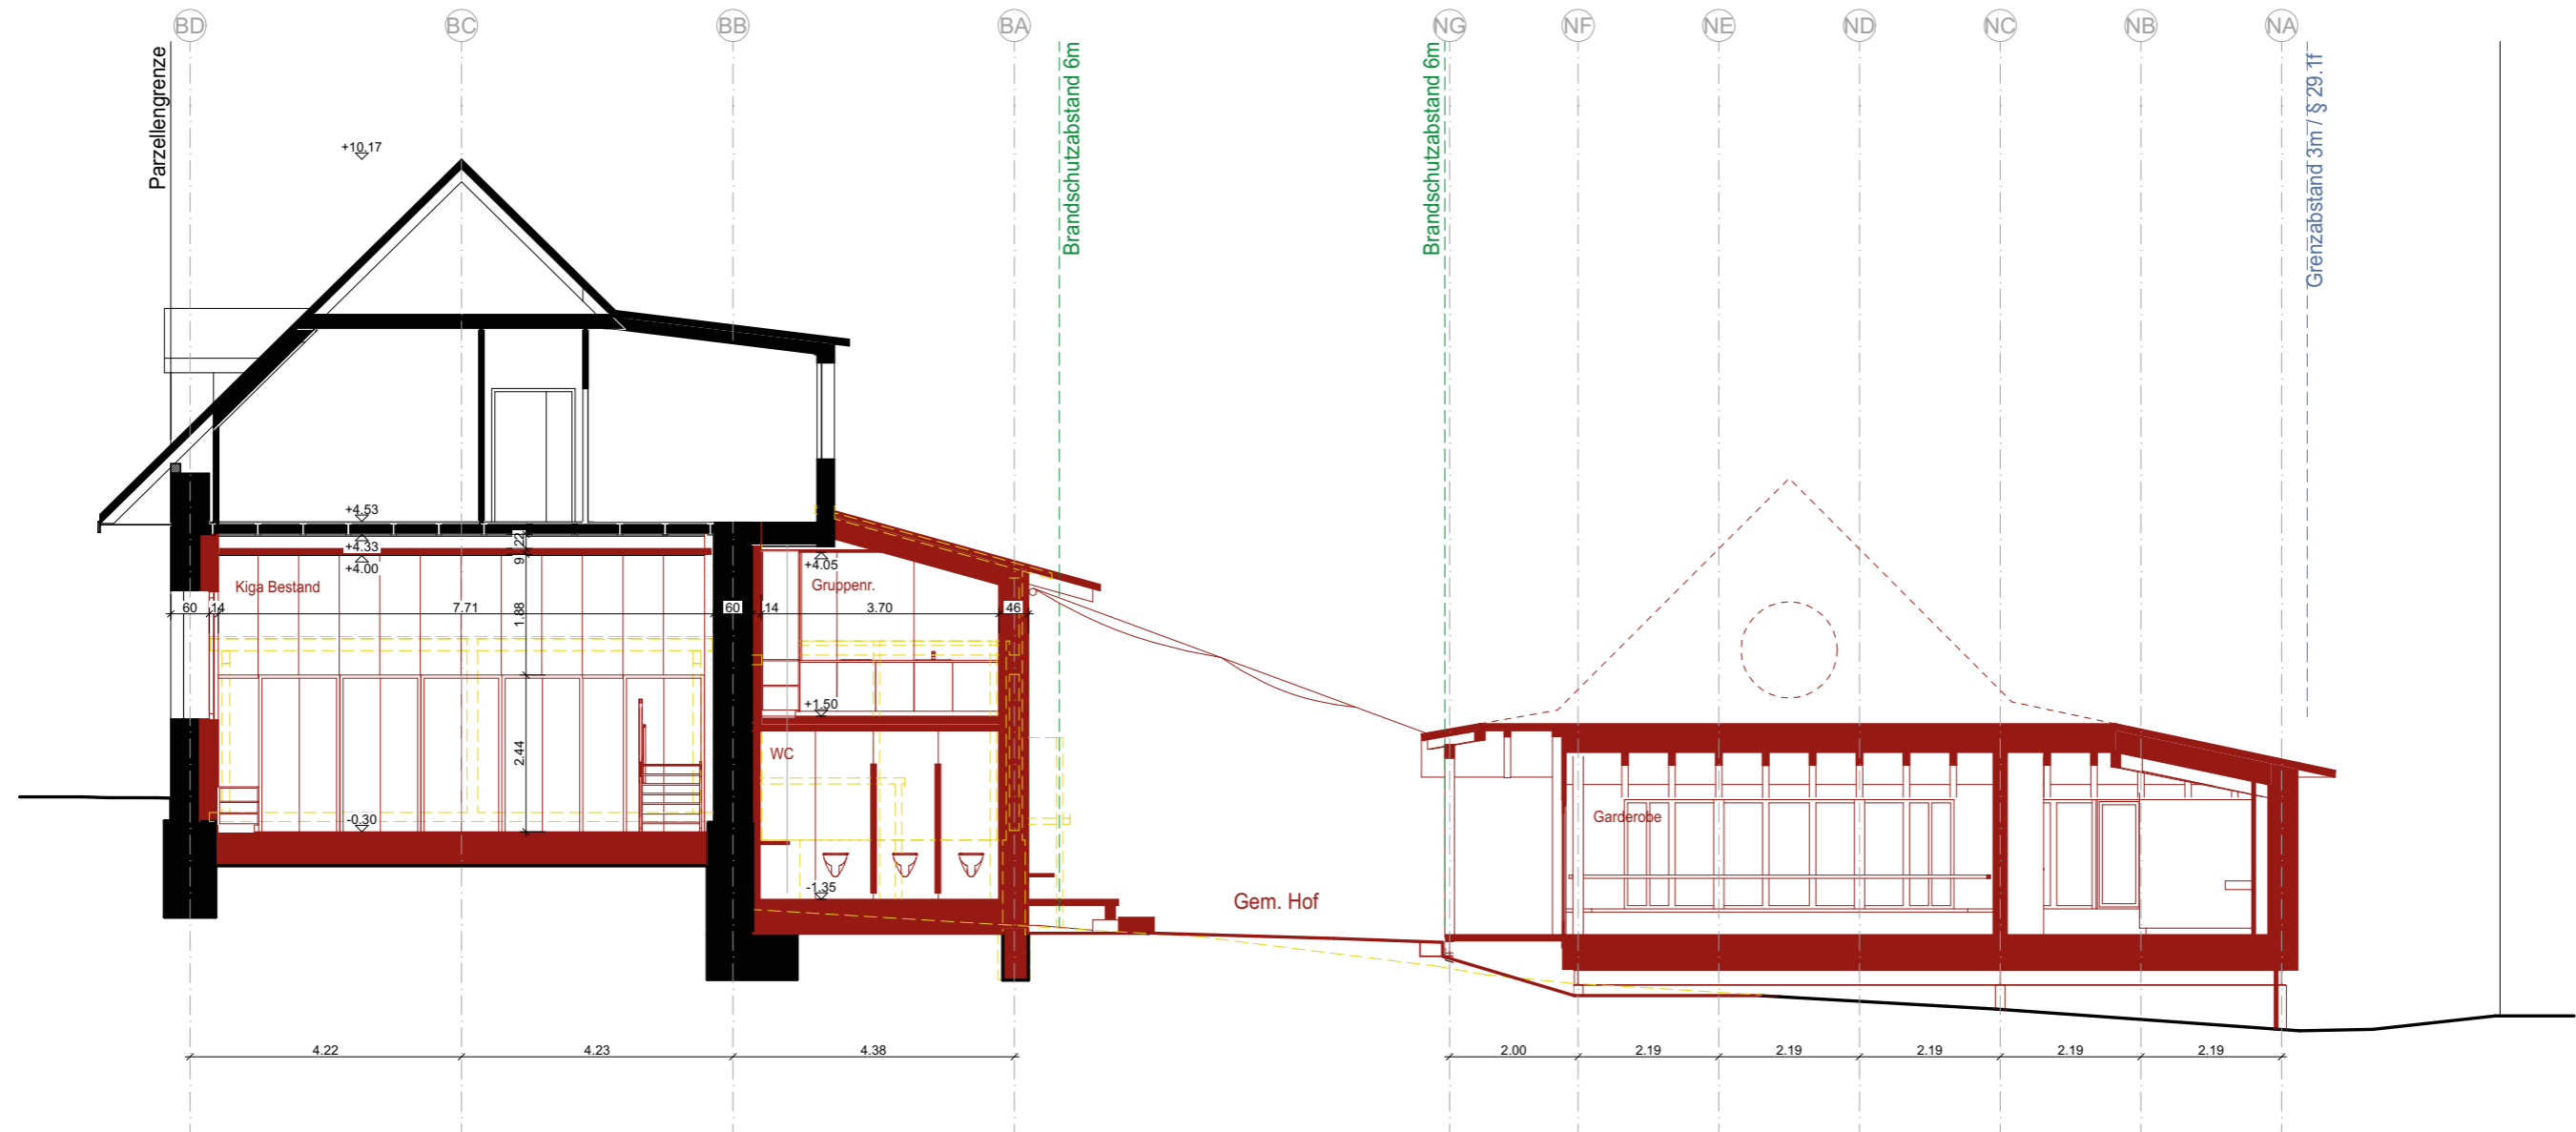 BD
BC
BB
BA
NG
NF
NE
ND
NC
NB
NA
Parzellengrenze
Brandschutzabstand 6m
Brandschutzabstand 6m
Grenzabstand 3m / § 29.1f
+10.17
+4.53
+4.33
+4.00
22
9
+4.05
Kiga Bestand
Gruppenr.
60
14
7.71
60
14
3.70
46
1.88
+1.50
WC
2.44
-0.30
Garderobe
-1.35
Gem. Hof
4.22
4.23
4.38
2.00
2.19
2.19
2.19
2.19
2.19